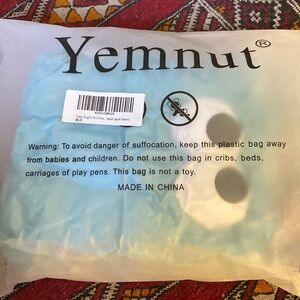 Yemnut®
Warning: To avoid danger of suffocation, keep this plastic bag away
from babies and children. Do not use this bag in cribs, beds,
carriages of play pens. This bag is not a toy.
MADE IN CHINA